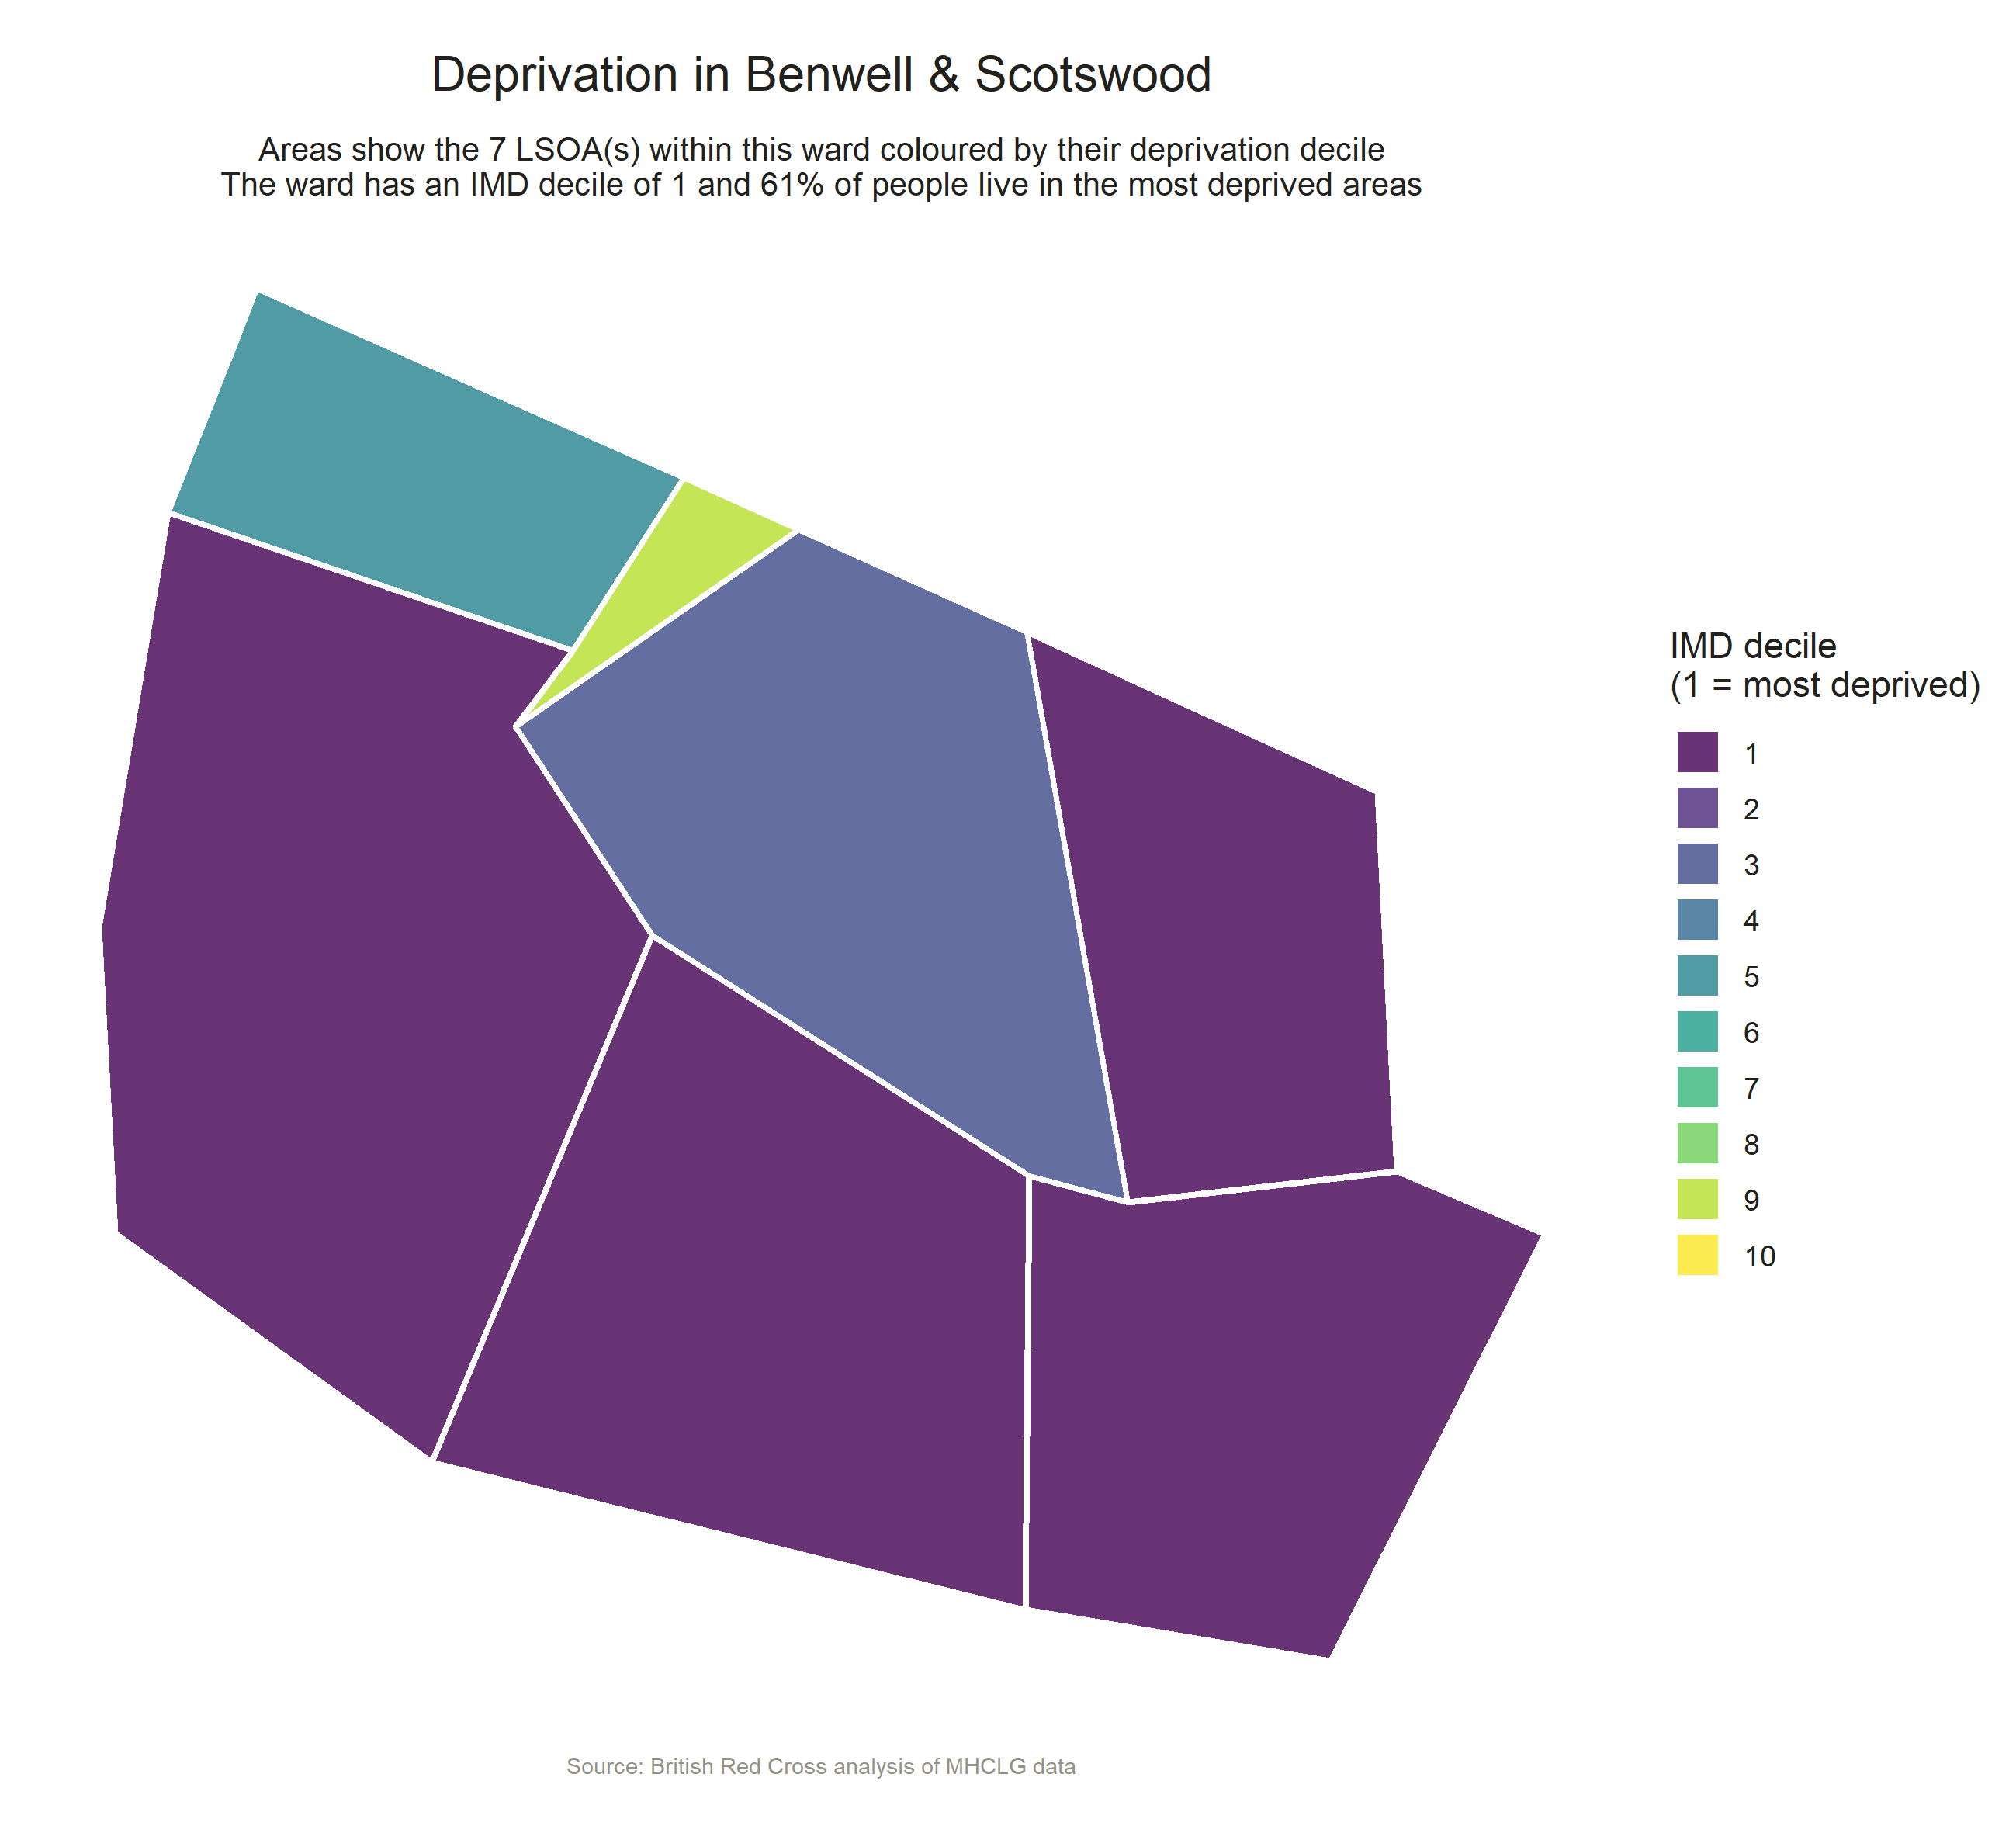 Deprivation in Benwell & Scotswood
Areas show the 7 LSOA(s) within this ward coloured by their deprivation decile
The ward has an IMD decile of 1 and 61% of people live in the most deprived areas
IMD decile
(1 = most deprived)
1
2
3
4
5
6
7
8
9
10
Source: British Red Cross analysis of MHCLG data